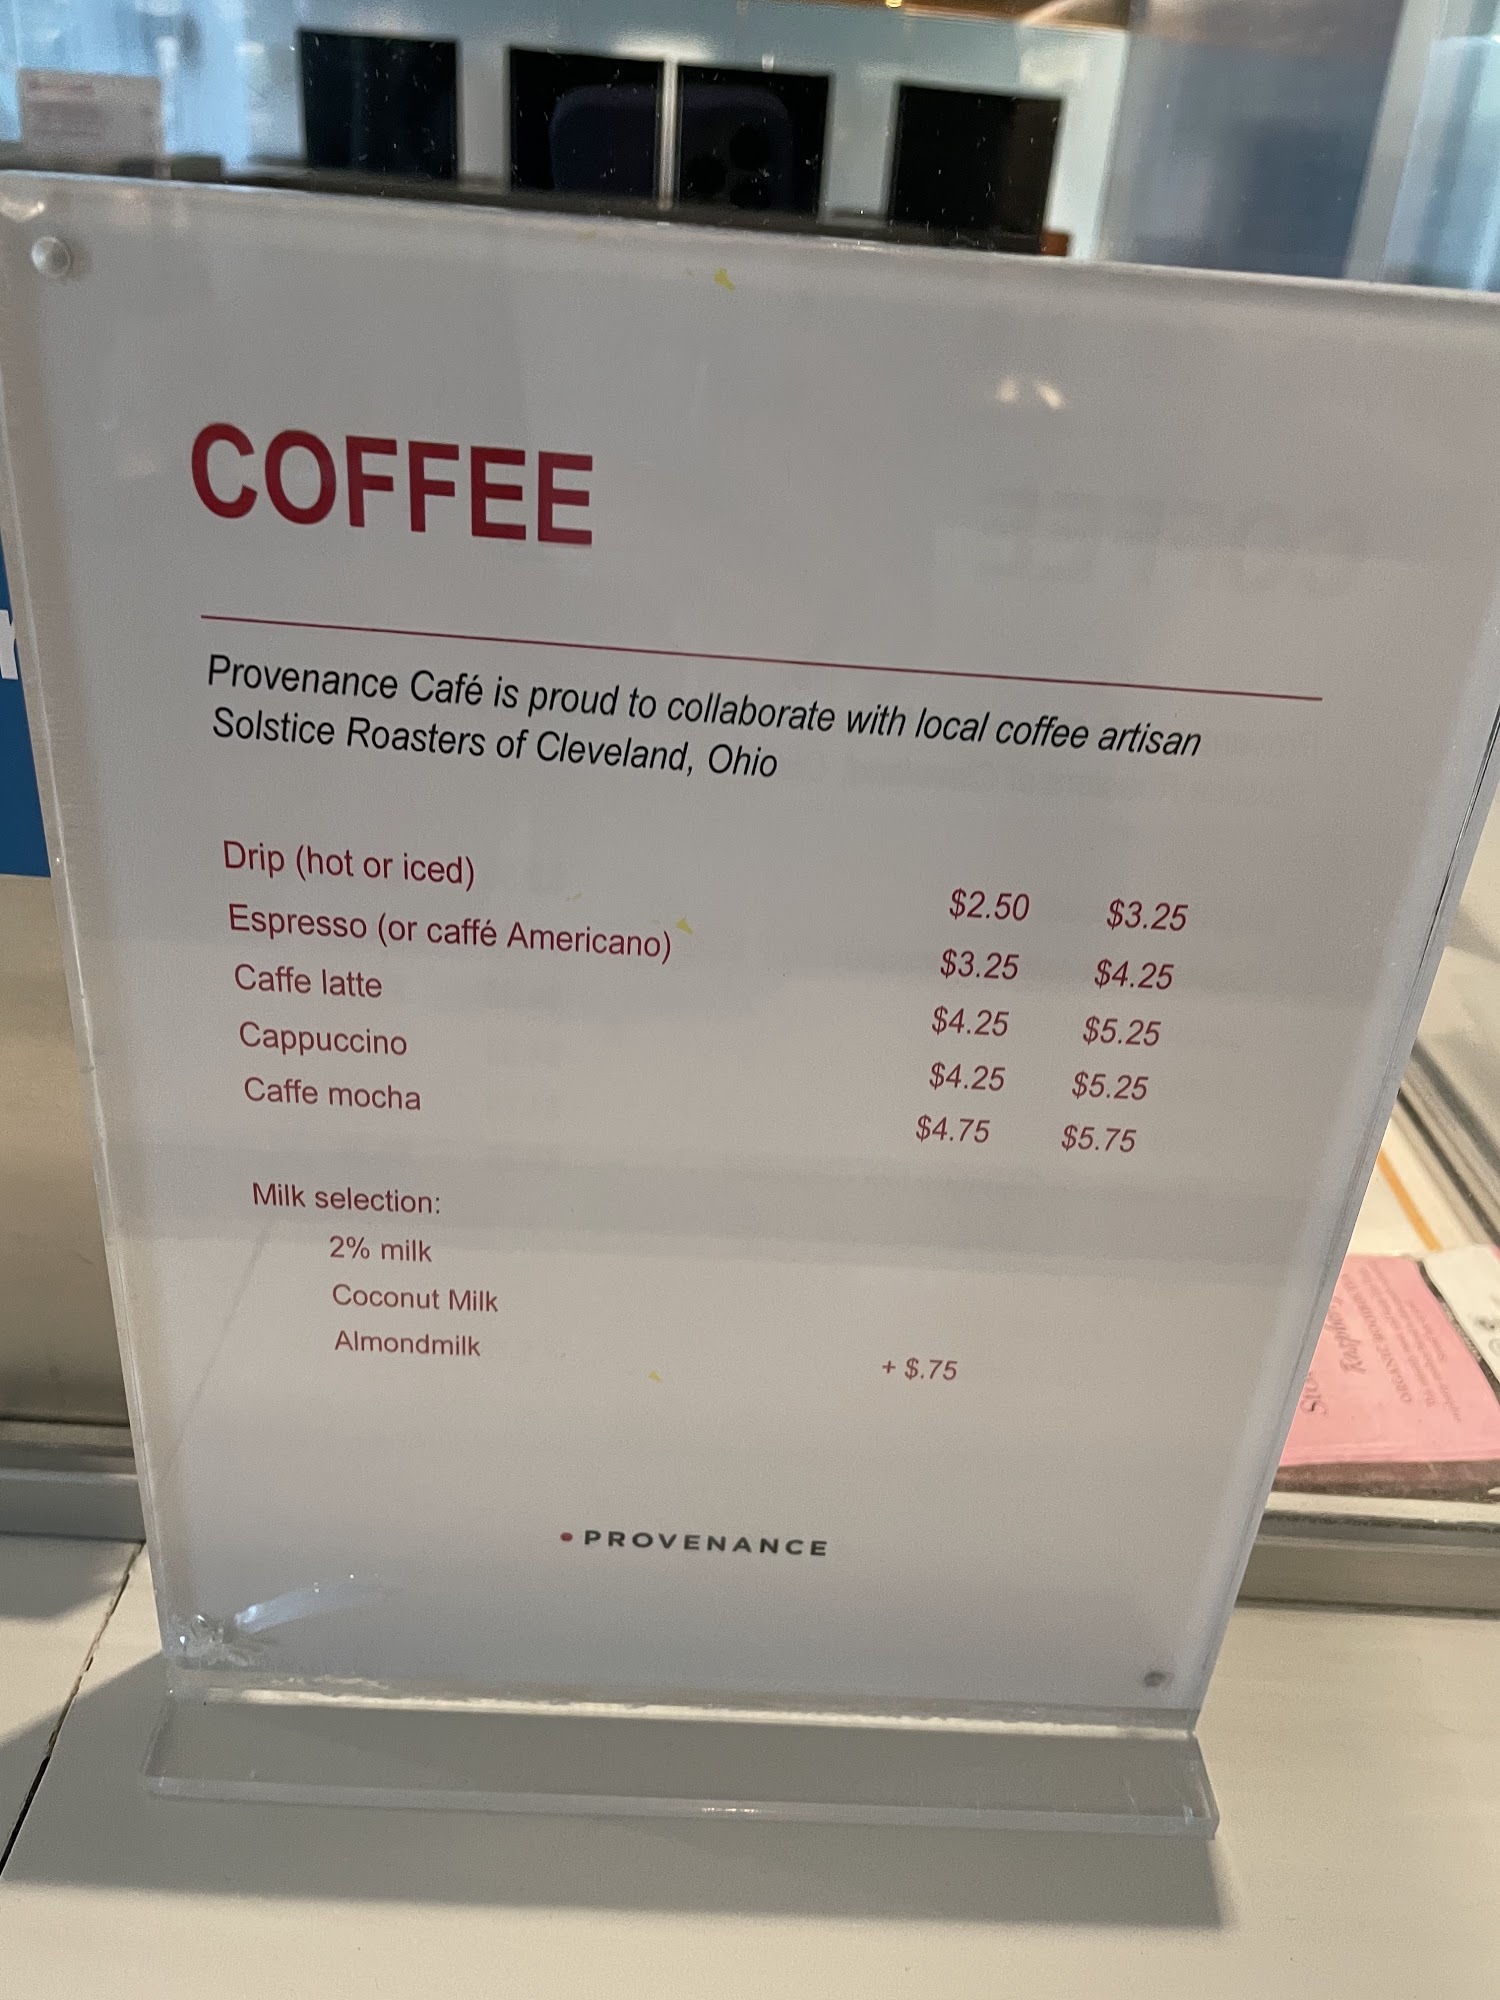 COFFEE
Provenance Café is proud to collaborate with local coffee artisan
Solstice Roasters of Cleveland, Ohio
Drip (hot or iced) $2.50 $3.25
Espresso (or caffé Americano) $3.25 $4.25
Caffe latte $4.25 $5.25
Cappuccino $4.25 $5.25
Caffe mocha $4.75 $5.75
Milk selection:
2% milk
Coconut Milk
Almondmilk + $.75
• PROVENANCE